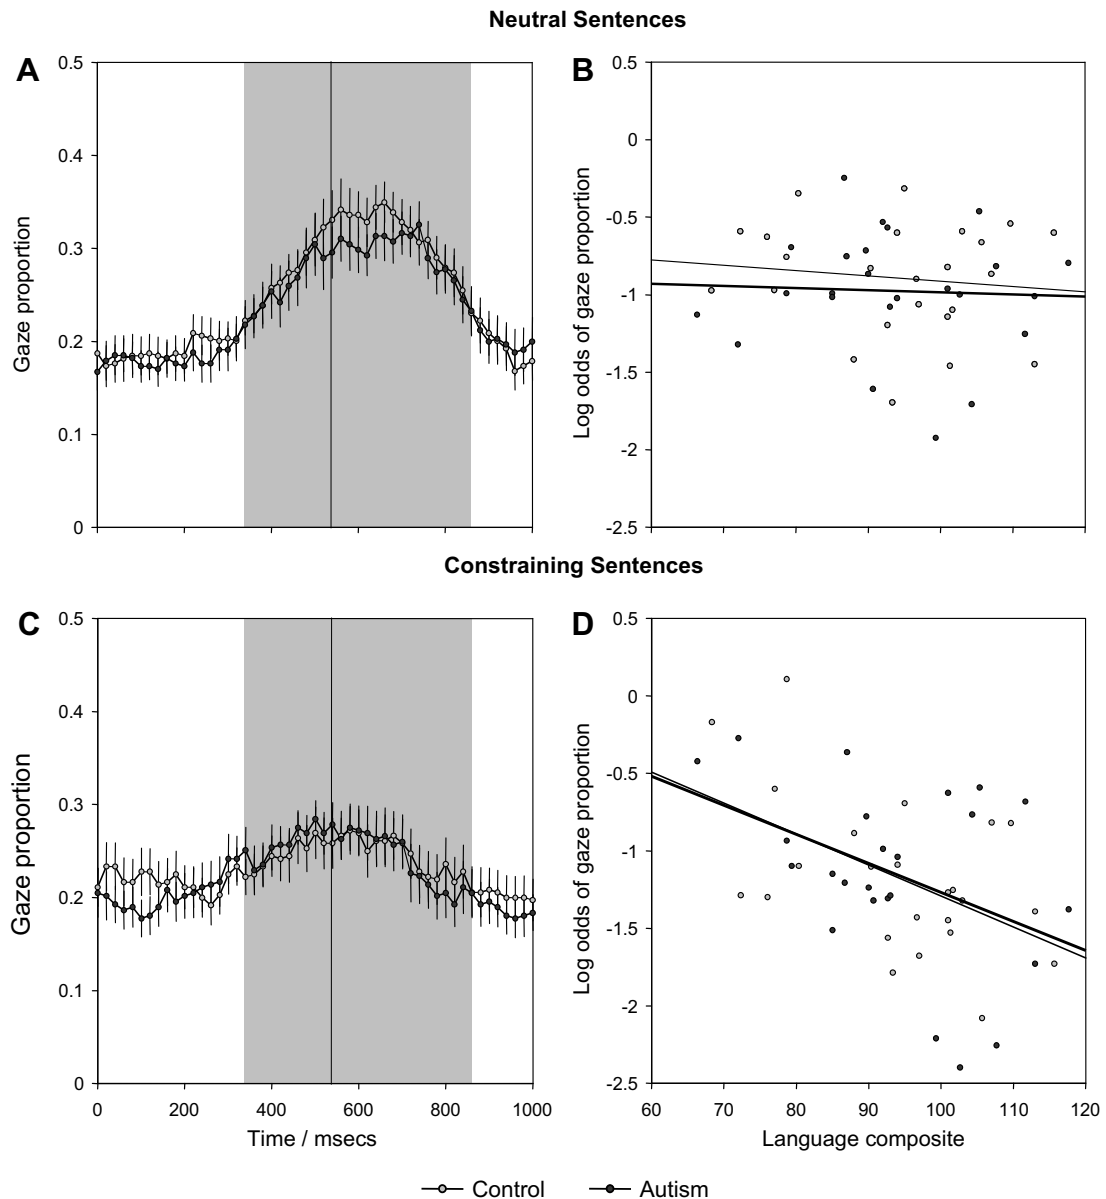 Neutral Sentences
A
0.5
0.4
0.3
0.2
0.1
0
Gaze proportion
B
0.5
0
-0.5
-1
-1.5
-2
-2.5
Log odds of gaze proportion
Constraining Sentences
C
0.5
0.4
0.3
0.2
0.1
0
Gaze proportion
0 200 400 600 800 1000
Time / msecs
D
0.5
0
-0.5
-1
-1.5
-2
-2.5
Log odds of gaze proportion
60 70 80 90 100 110 120
Language composite
Control Autism